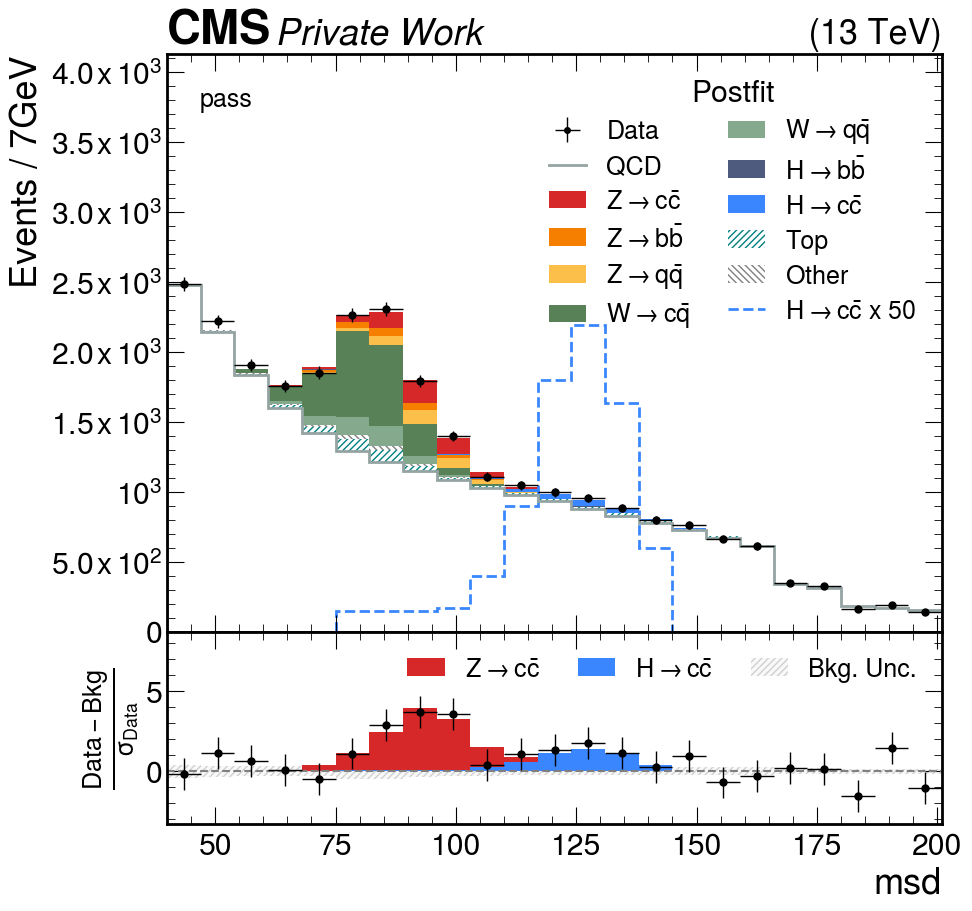 CMS Private Work (13 TeV)
Events / 7GeV
4.0 x 10³
3.5 x 10³
3.0 x 10³
2.5 x 10³
2.0 x 10³
1.5 x 10³
10³
5.0 x 10²
0
pass
Postfit
Data
QCD
Z→cc̄
Z→bb̄
Z→qq̄
W→cq̄
W→qq̄
H→bb̄
H→cc̄
Top
Other
H→cc̄ x 50
Data − Bkg
σData
5
0
Z→cc̄
H→cc̄
Bkg. Unc.
50 75 100 125 150 175 200
msd